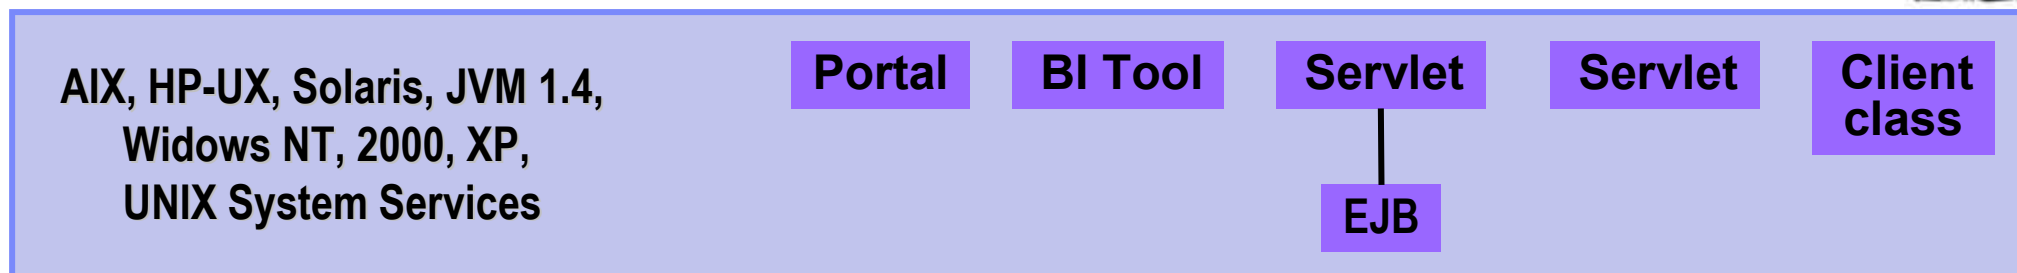 AIX, HP-UX, Solaris, JVM 1.4,
Widows NT, 2000, XP,
UNIX System Services
Portal
BI Tool
Servlet
Servlet
Client
class
EJB